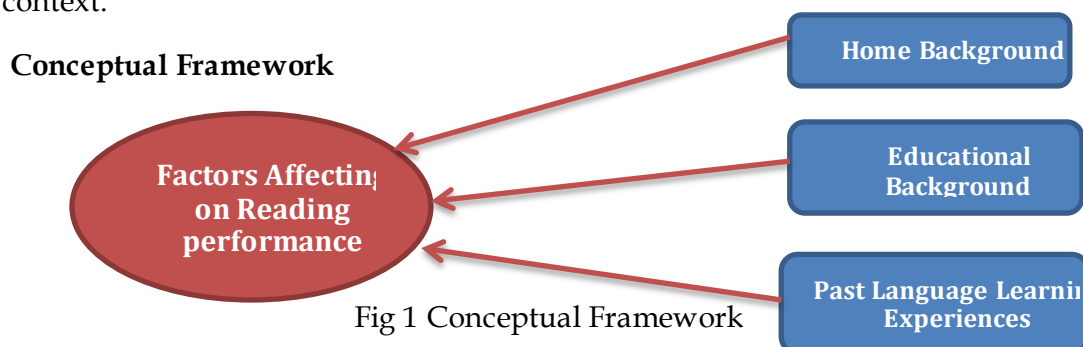 context.
Conceptual Framework
Home Background
Factors Affecting
on Reading
performance
Educational
Background
Past Language Learnin
Experiences
Fig 1 Conceptual Framework